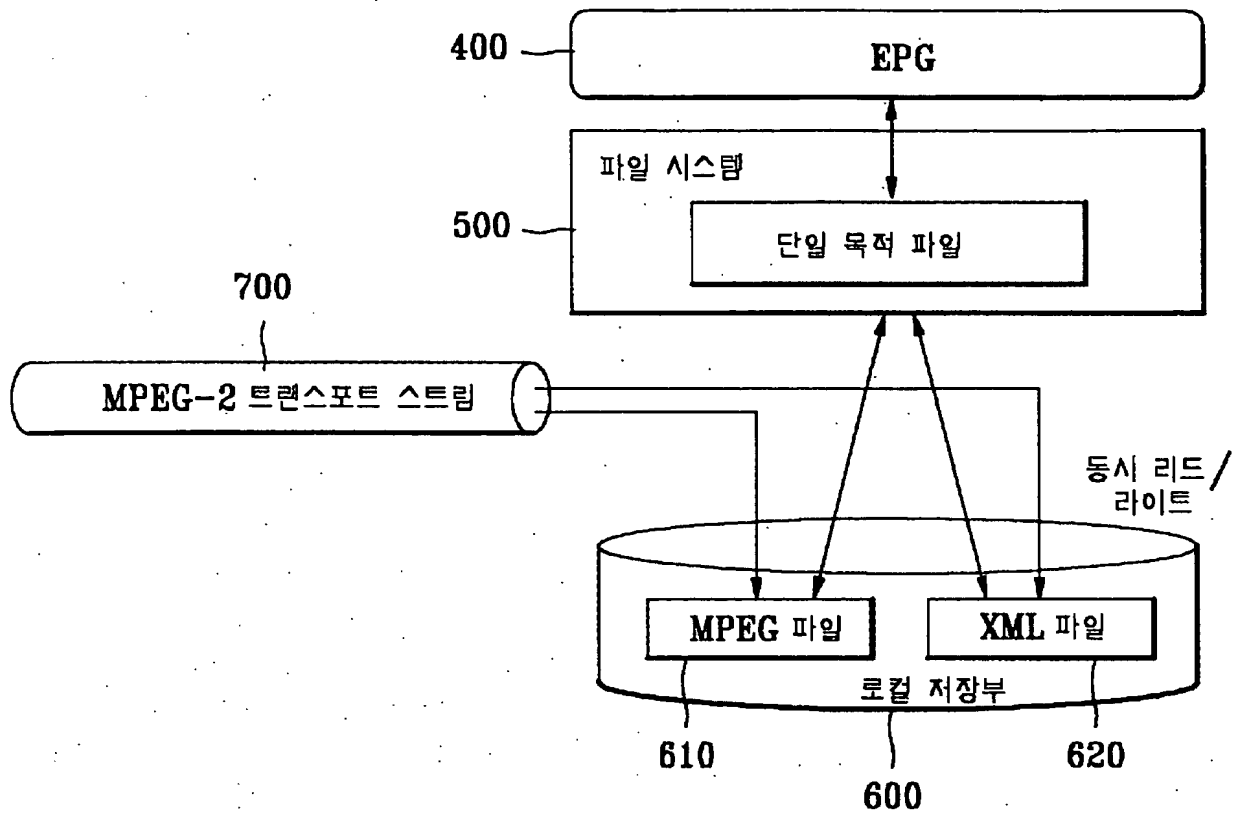 400
EPG
파일 시스템
500
단일 목적 파일
700
MPEG-2 트랜스포트 스트림
동시 리드/
라이트
MPEG 파일
XML 파일
로컬 저장부
610
620
600